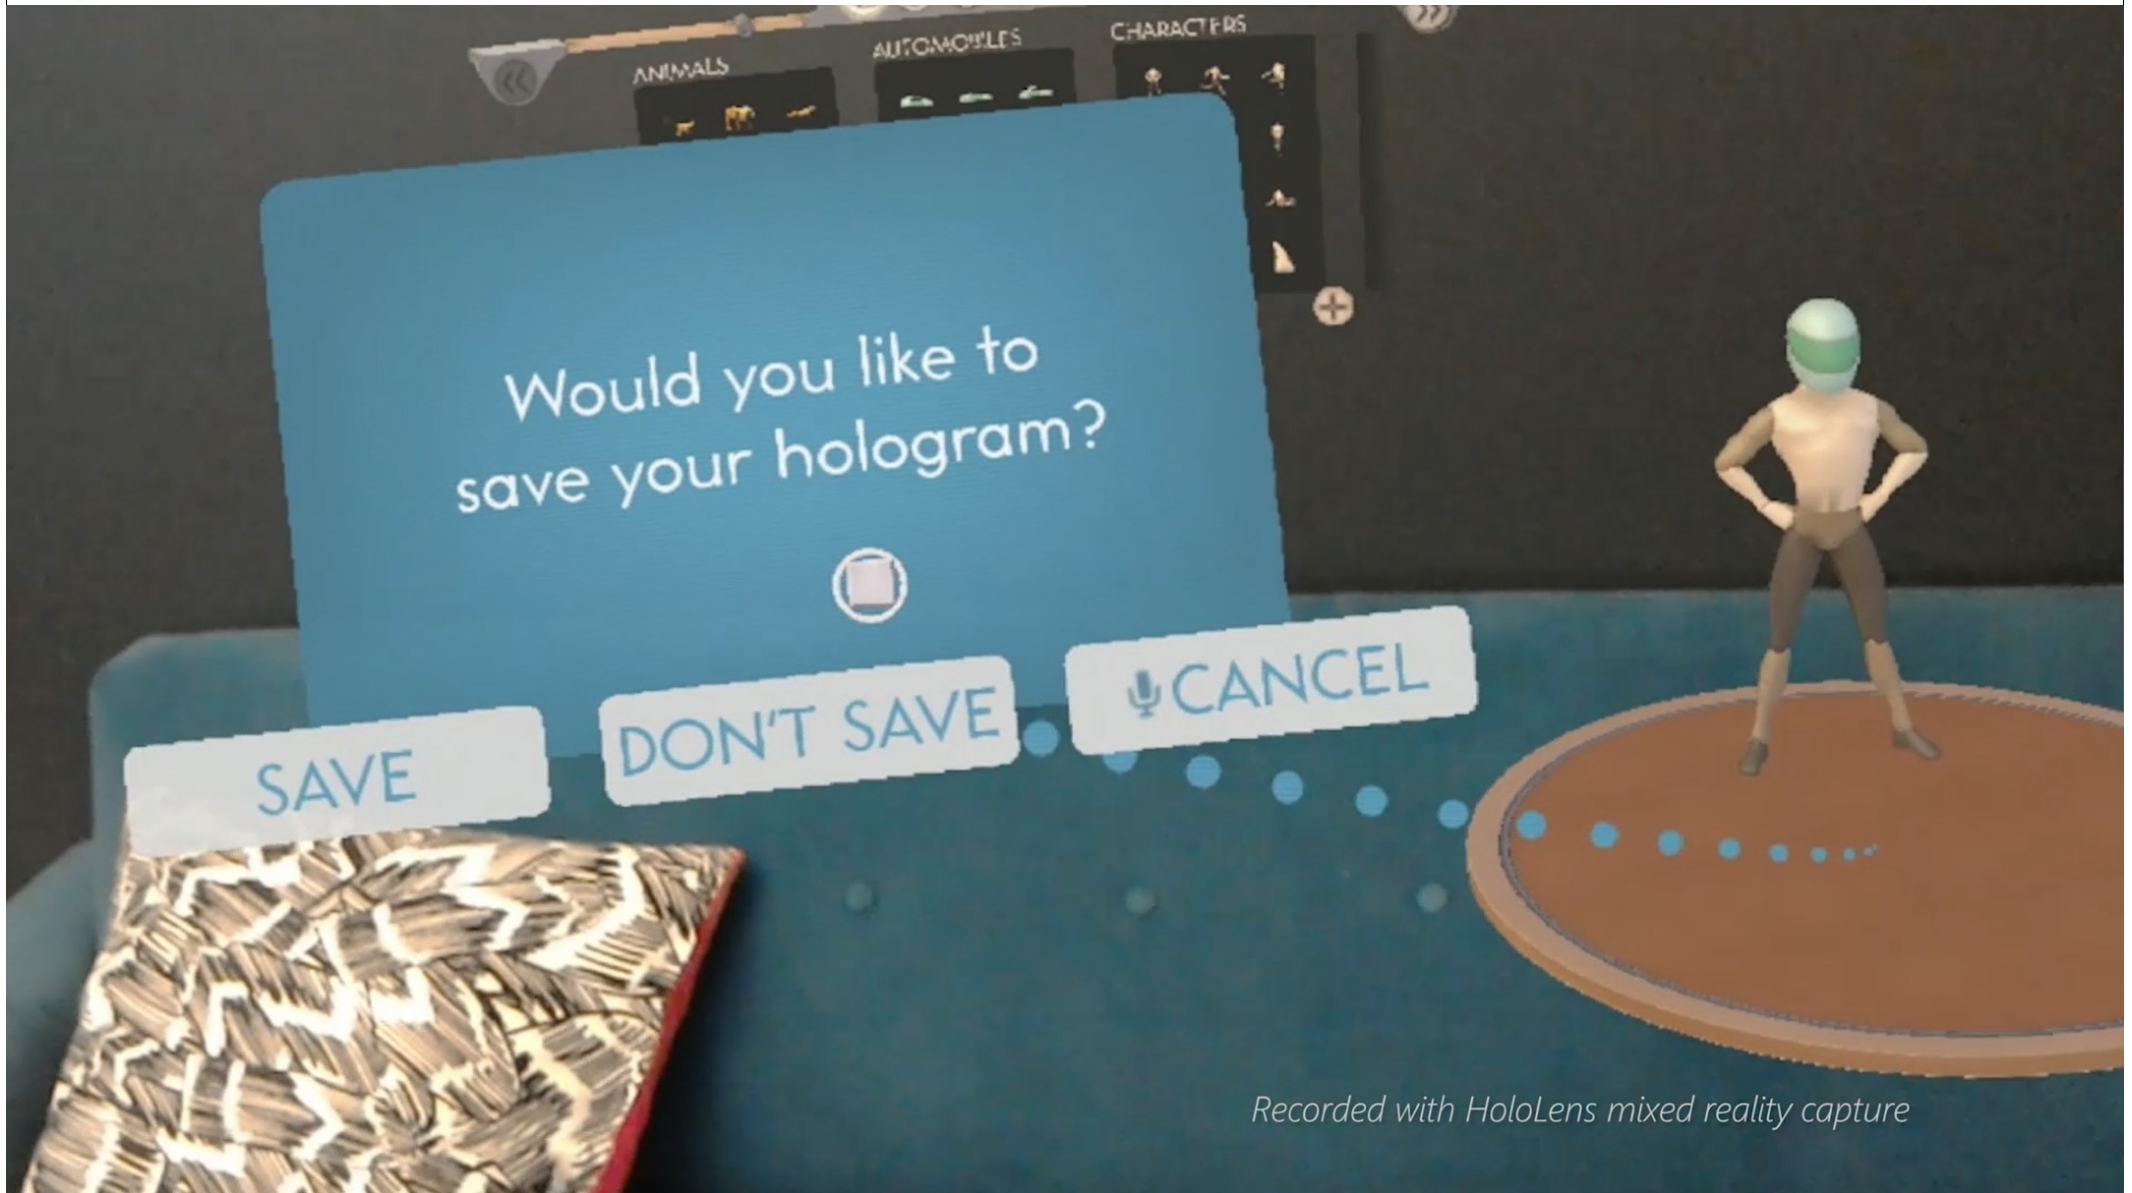 ANIMALS
AUTOMOBILES
CHARACTERS
Would you like to
save your hologram?
SAVE
DON'T SAVE
CANCEL
Recorded with HoloLens mixed reality capture